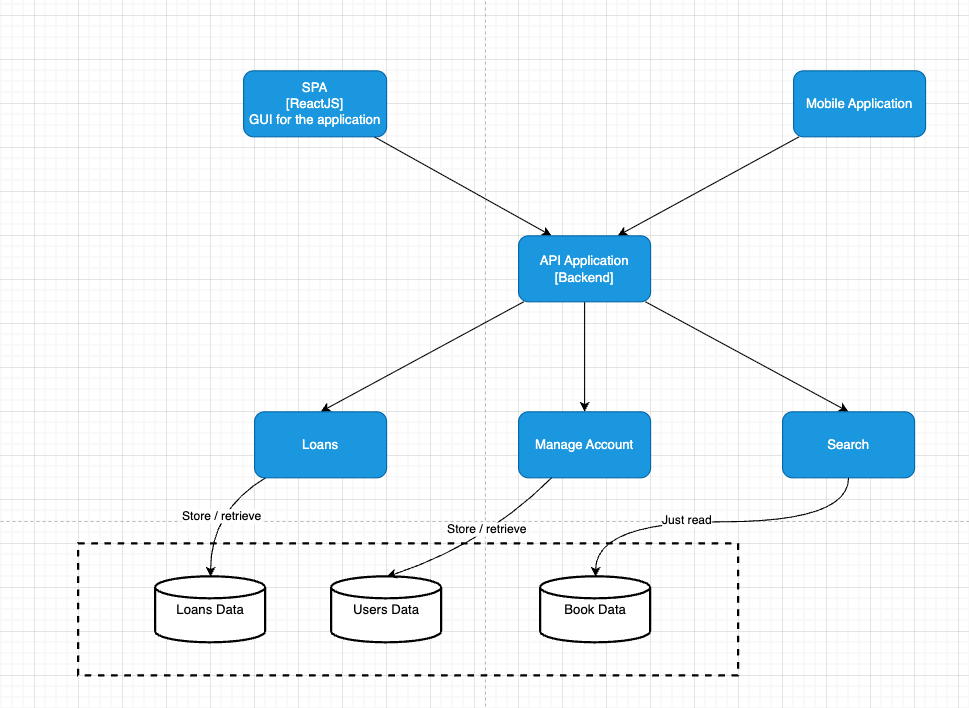 SPA
[ReactJS]
GUI for the application
Mobile Application
API Application
[Backend]
Loans
Manage Account
Search
Store / retrieve
Store / retrieve
Just read
Loans Data
Users Data
Book Data